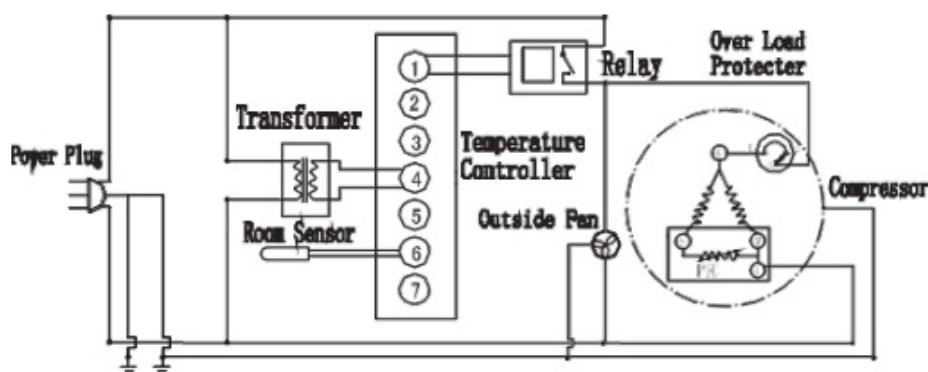 Over Load
Protecter
Relay
1
2
3
4
5
6
7
Transformer
Temperature
Controller
Power Plug
Compressor
Outside Fan
Room Sensor